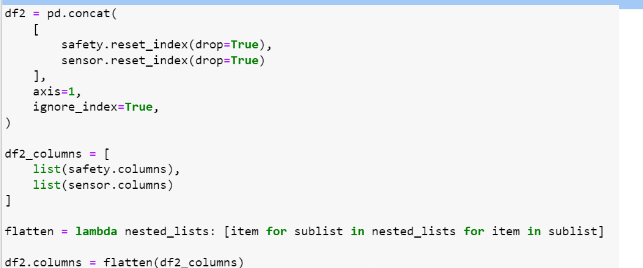 df2 = pd.concat(
    [
        safety.reset_index(drop=True),
        sensor.reset_index(drop=True)
    ],
    axis=1,
    ignore_index=True,
)
df2_columns = [
    list(safety.columns),
    list(sensor.columns)
]
flatten = lambda nested_lists: [item for sublist in nested_lists for item in sublist]
df2.columns = flatten(df2_columns)